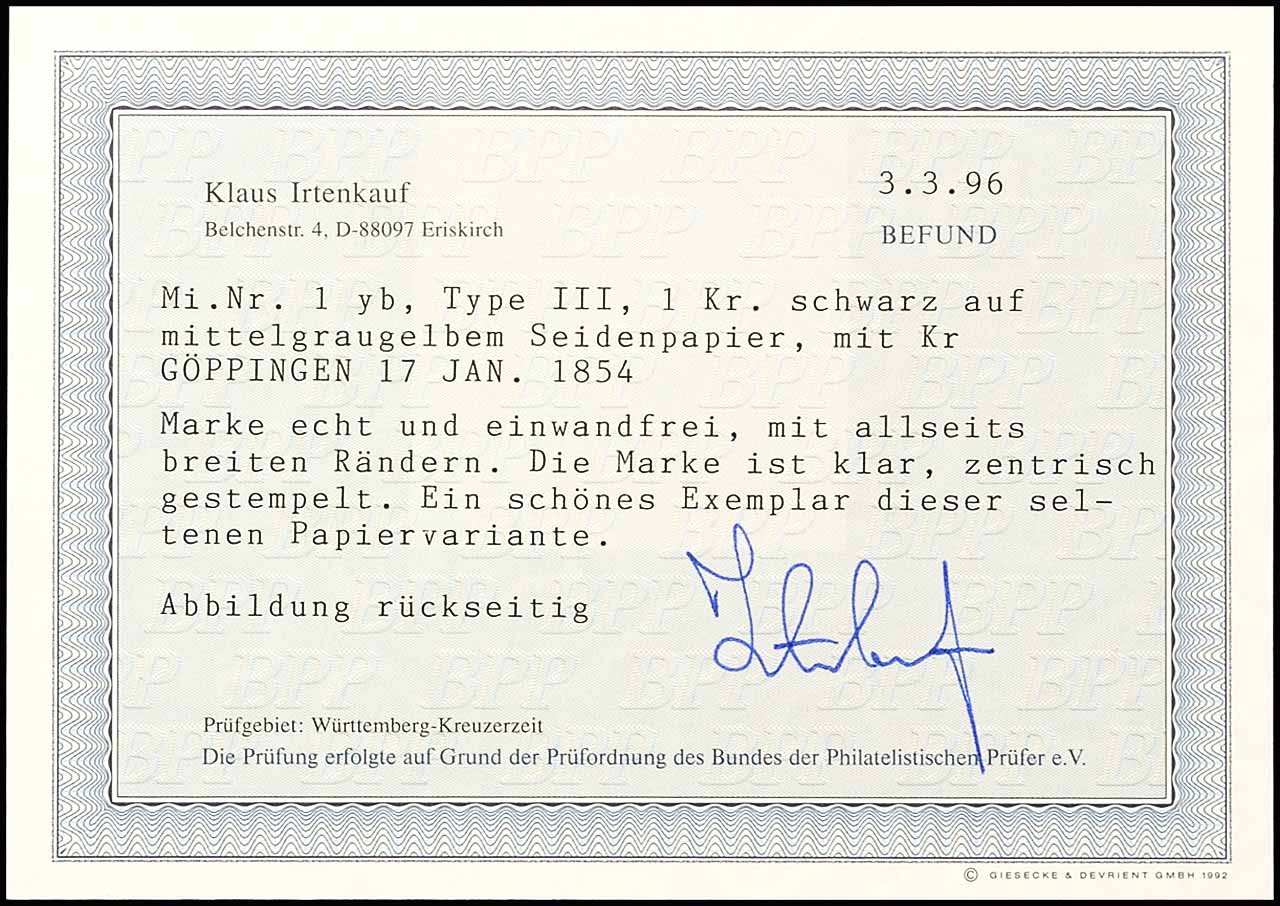 Klaus Irtenkauf
Belchenstr. 4, D-88097 Eriskirch
3.3.96
BEFUND
Mi.Nr. 1 yb, Type III, 1 Kr. schwarz auf
mittelgraugelbem Seidenpapier, mit Kr
GÖPPINGEN 17 JAN. 1854
Marke echt und einwandfrei, mit allseits
breiten Rändern. Die Marke ist klar, zentrisch
gestempelt. Ein schönes Exemplar dieser sel-
tenen Papiervariante.
Abbildung rückseitig
Prüfgebiet: Württemberg-Kreuzerzeit
Die Prüfung erfolgte auf Grund der Prüfordnung des Bundes der Philatelistischen Prüfer e.V.
© GIESECKE & DEVRIENT GMBH 1992